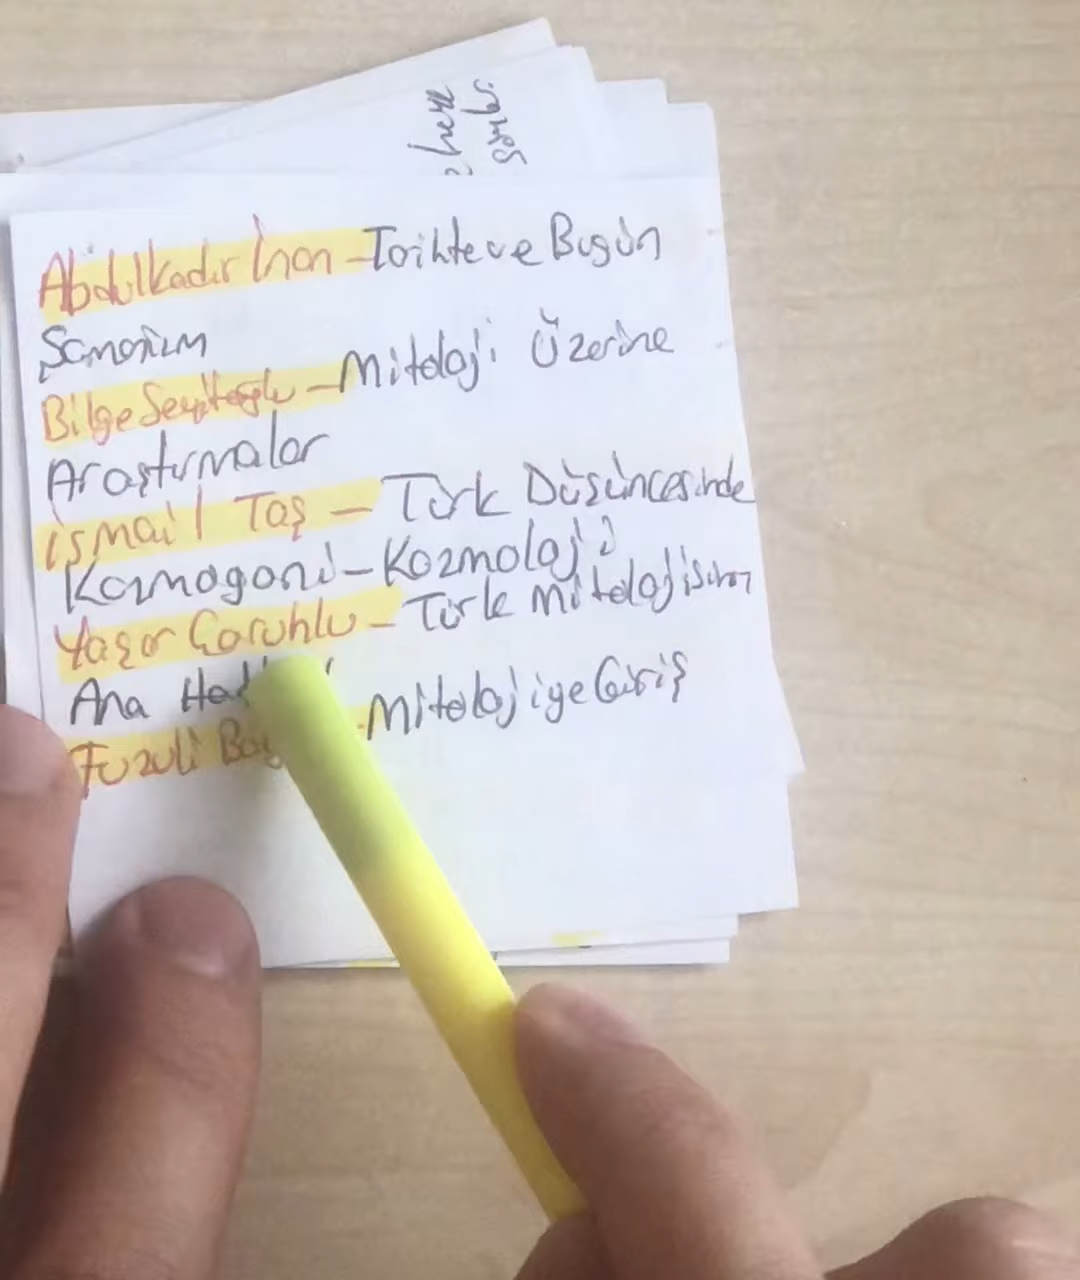 Abdulkadir İnan - Tarihte ve Bugün
Şamanizm
Bilge Seyitoğlu - Mitoloji Üzerine
Araştırmalar
İsmail Taş - Türk Düşüncesinde
Kozmogoni - Kozmoloji
Yaşar Çoruhlu - Türk Mitolojisinin
Ana
Fuzuli - Mitolojiye Giriş